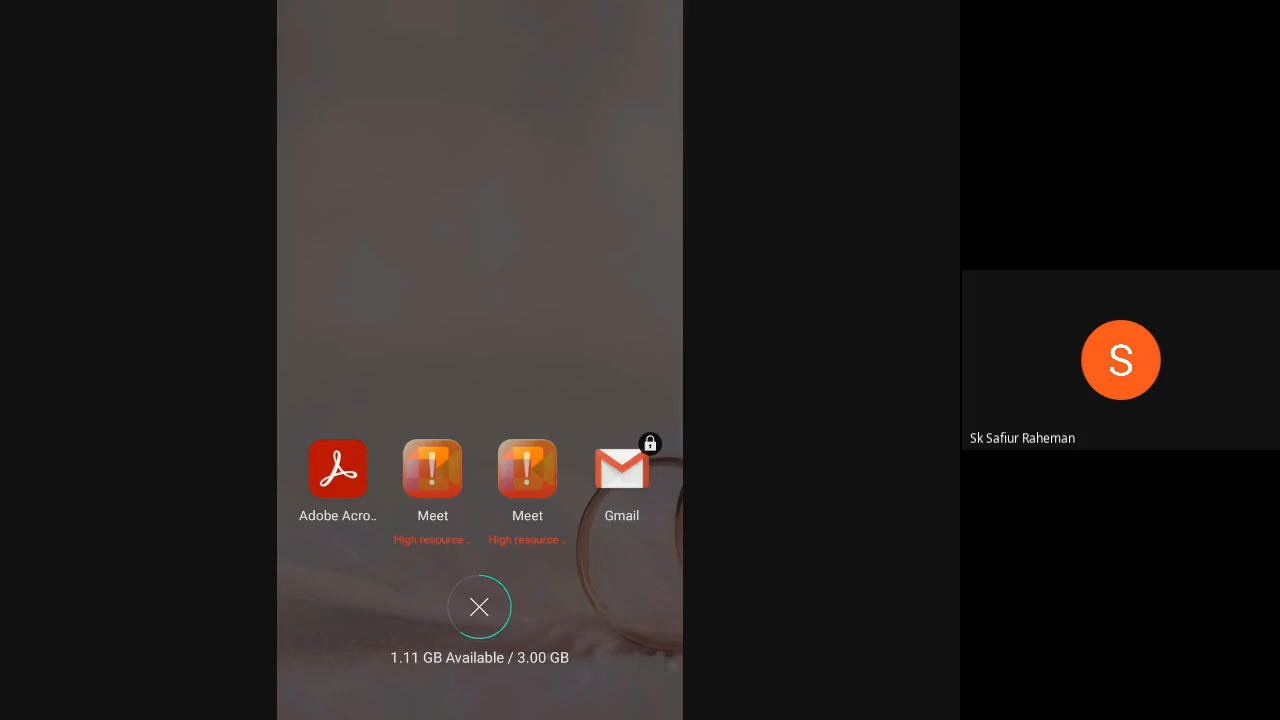 Adobe Acro..
Meet
Meet
Gmail
High resource ..
High resource ..
1.11 GB Available / 3.00 GB
S
Sk Safiur Raheman